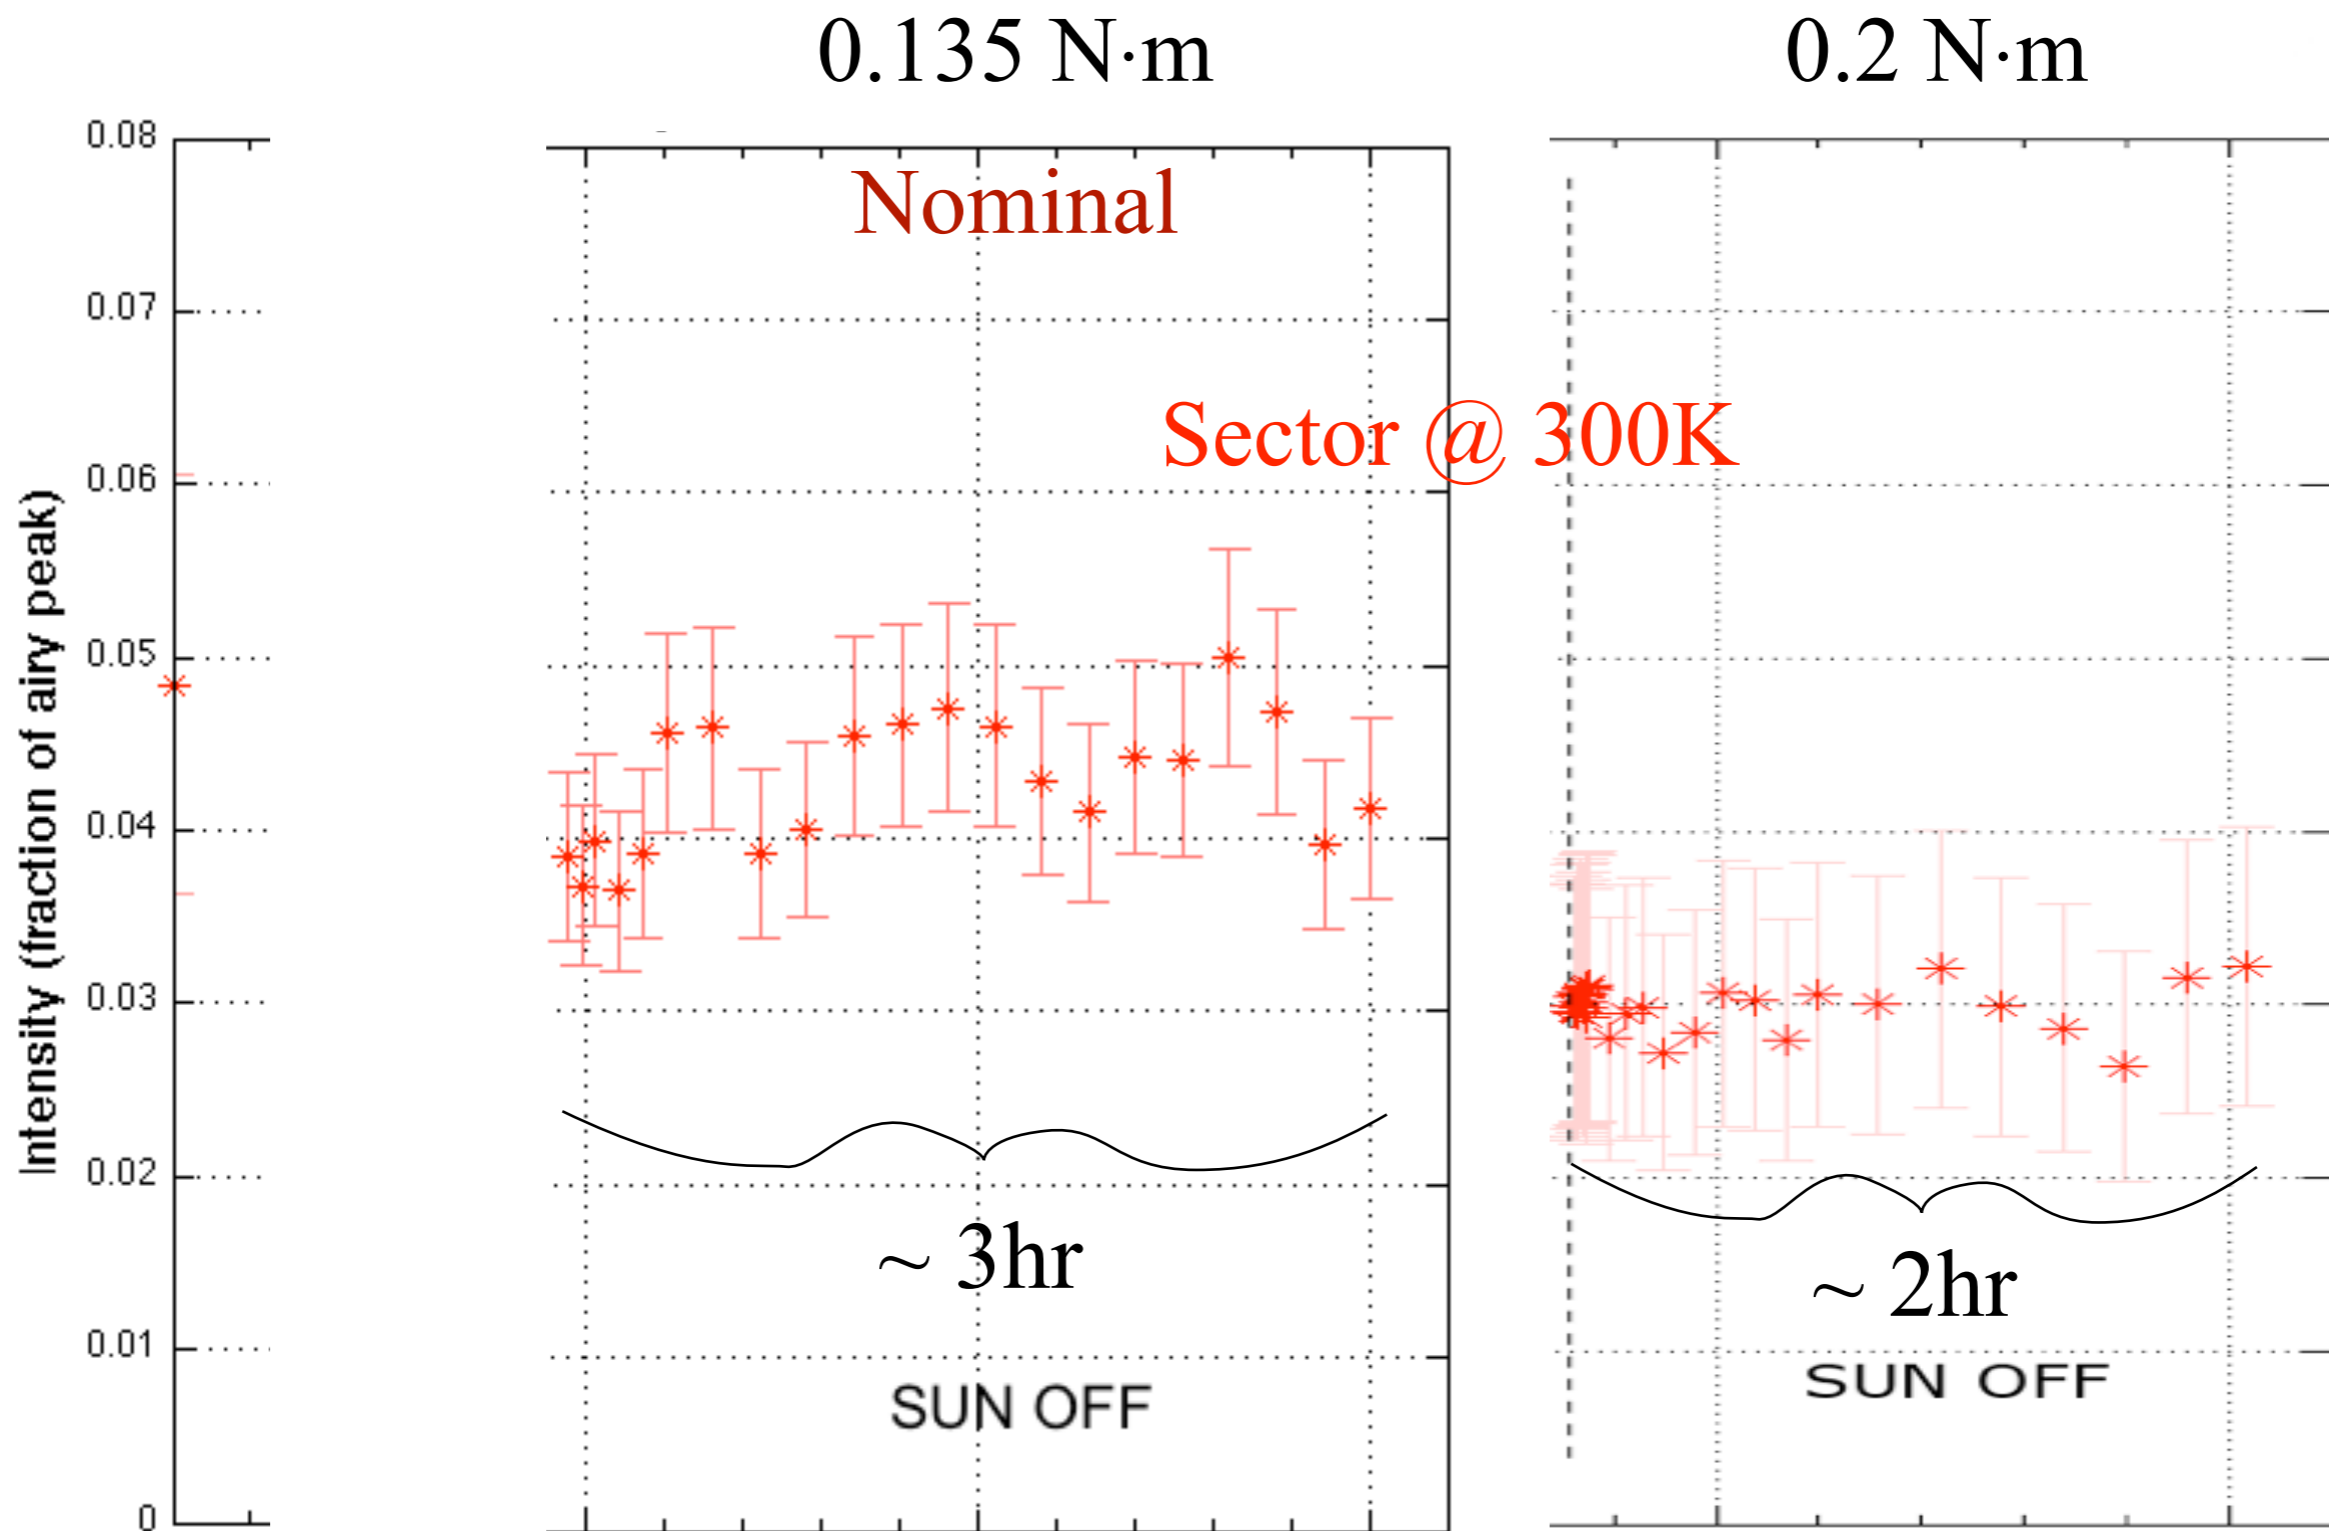 0.135 N·m
0.2 N·m
Nominal
Sector @ 300K
Intensity (fraction of airy peak)
0.08
0.07
0.06
0.05
0.04
0.03
0.02
0.01
0
~ 3hr
~ 2hr
SUN OFF
SUN OFF